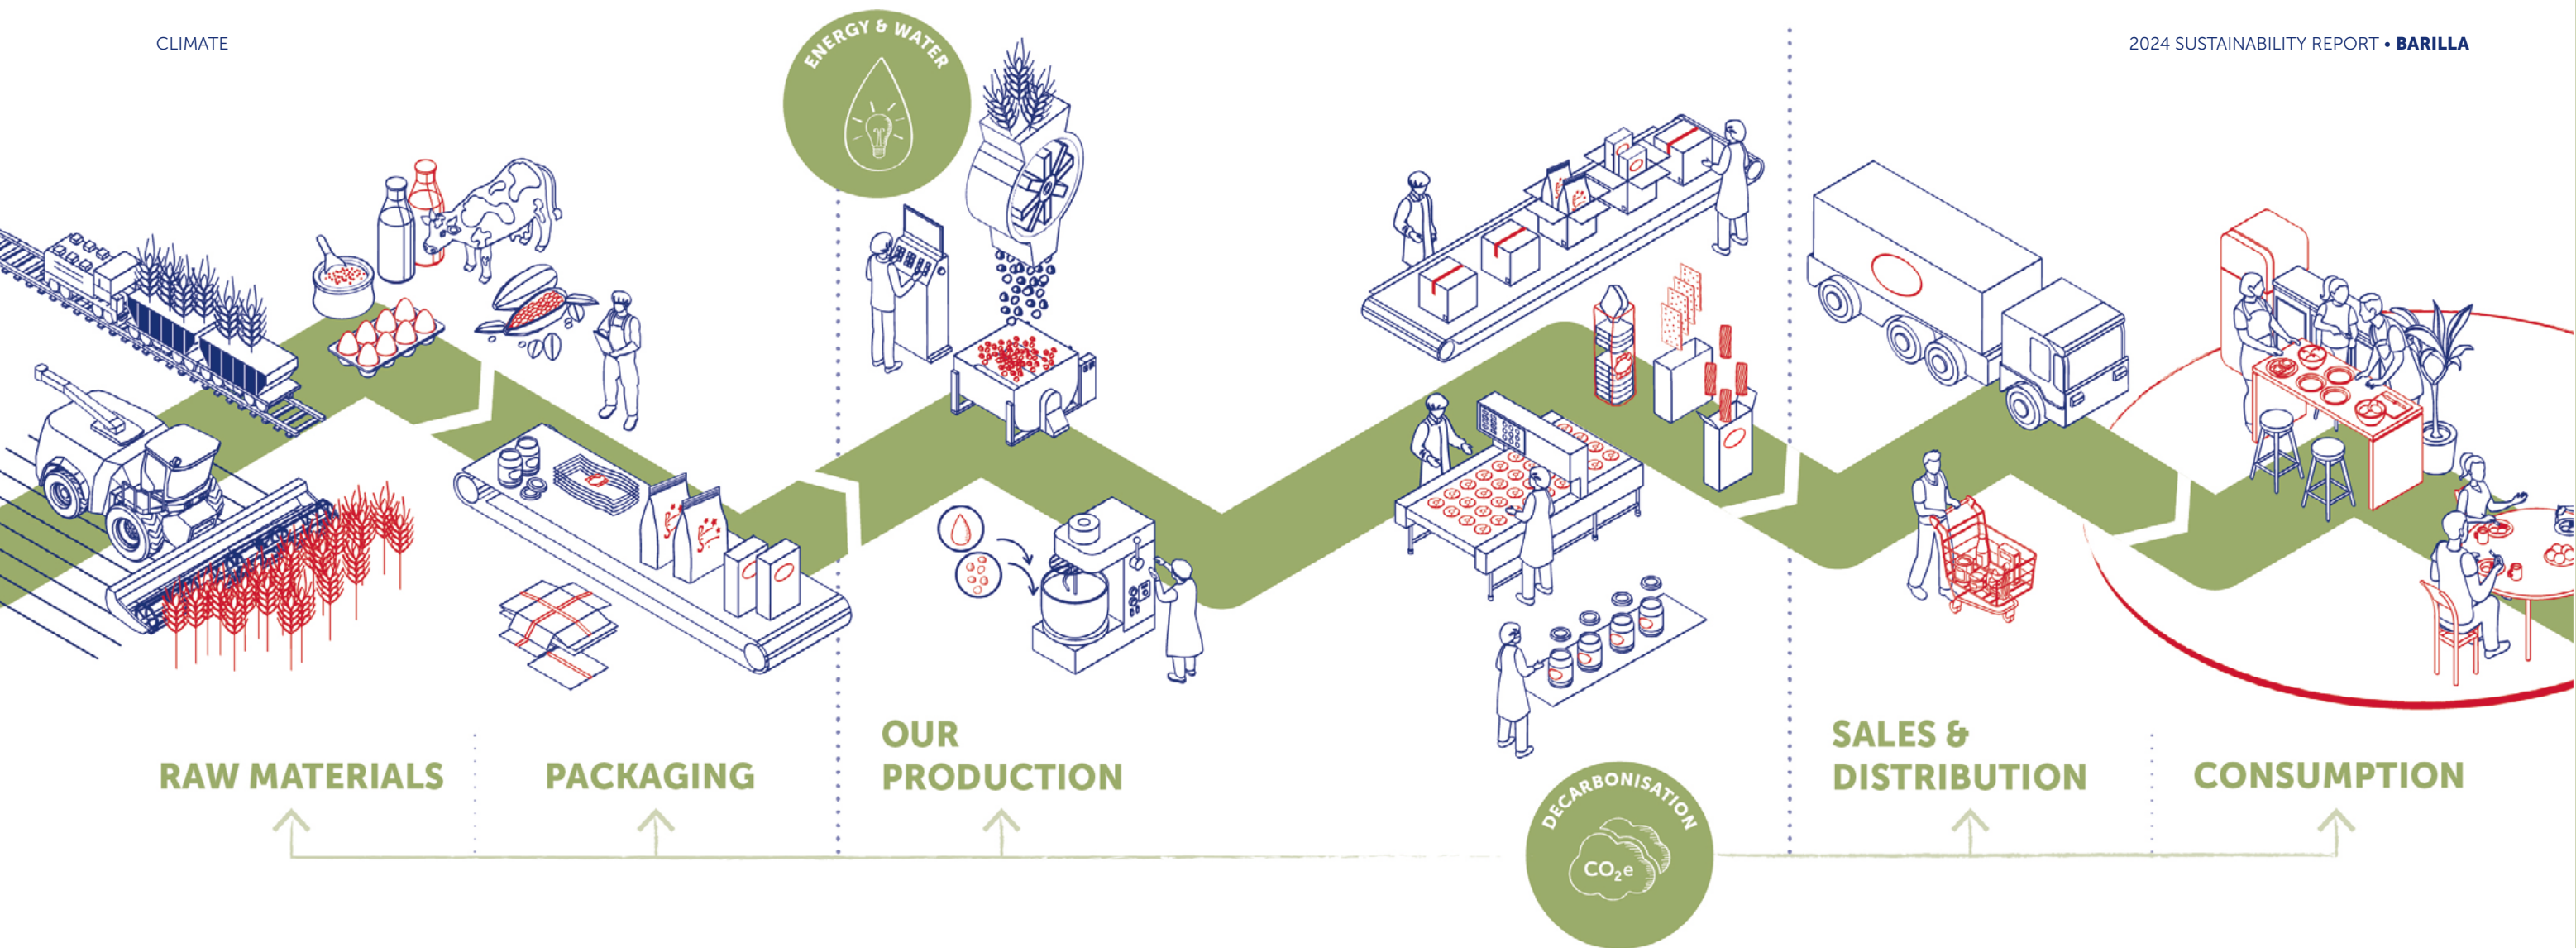 CLIMATE
2024 SUSTAINABILITY REPORT • BARILLA
ENERGY & WATER
RAW MATERIALS
PACKAGING
OUR
PRODUCTION
DECARBONISATION
CO₂e
SALES &
DISTRIBUTION
CONSUMPTION